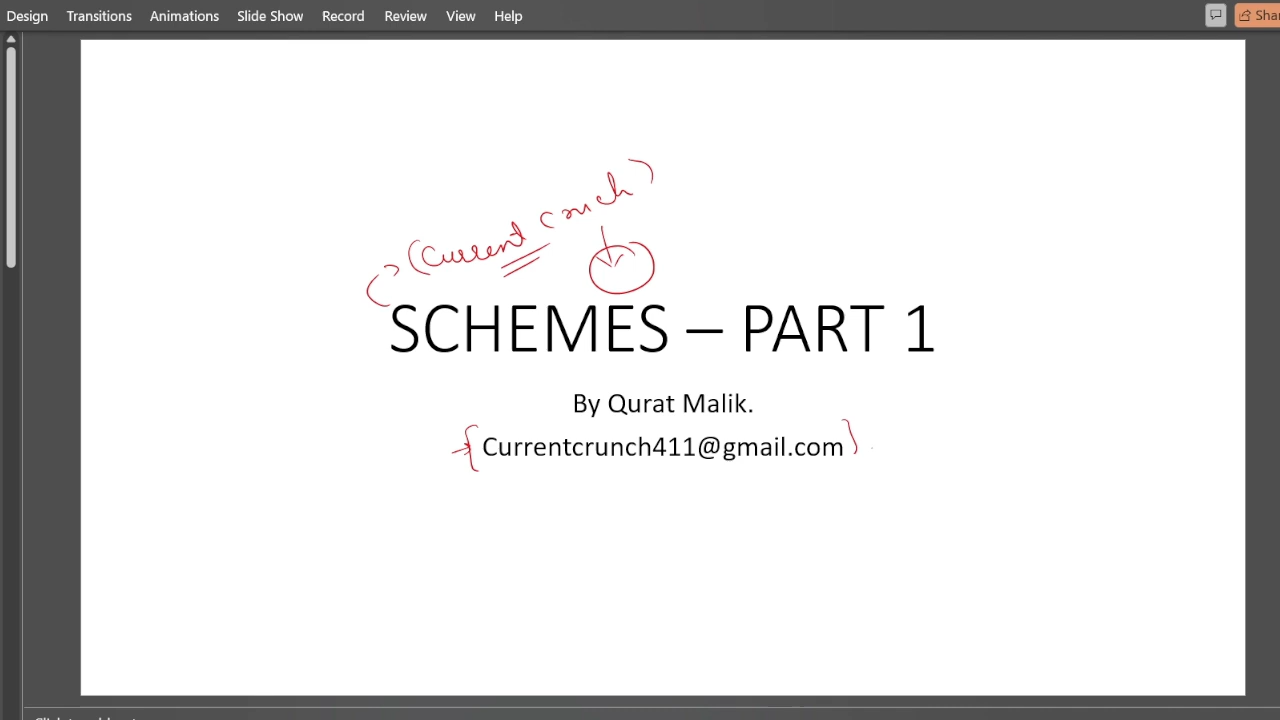 Design Transitions Animations Slide Show Record Review View Help
(Current Crunch)
SCHEMES – PART 1
By Qurat Malik.
Currentcrunch411@gmail.com